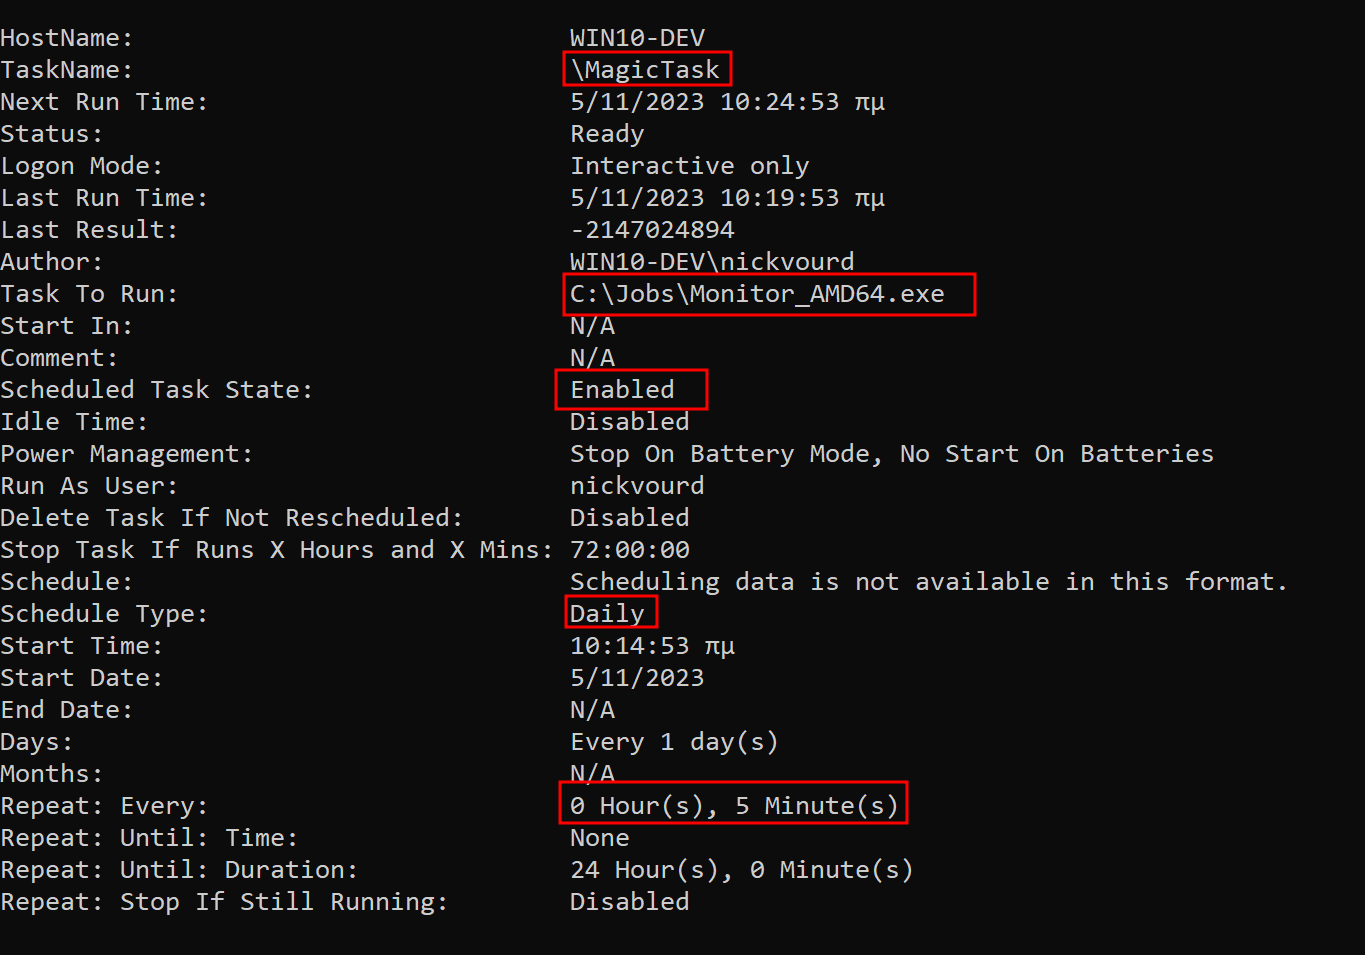 HostName: WIN10-DEV
TaskName: \MagicTask
Next Run Time: 5/11/2023 10:24:53 πμ
Status: Ready
Logon Mode: Interactive only
Last Run Time: 5/11/2023 10:19:53 πμ
Last Result: -2147024894
Author: WIN10-DEV\nickvourd
Task To Run: C:\Jobs\Monitor_AMD64.exe
Start In: N/A
Comment: N/A
Scheduled Task State: Enabled
Idle Time: Disabled
Power Management: Stop On Battery Mode, No Start On Batteries
Run As User: nickvourd
Delete Task If Not Rescheduled: Disabled
Stop Task If Runs X Hours and X Mins: 72:00:00
Schedule: Scheduling data is not available in this format.
Schedule Type: Daily
Start Time: 10:14:53 πμ
Start Date: 5/11/2023
End Date: N/A
Days: Every 1 day(s)
Months: N/A
Repeat: Every: 0 Hour(s), 5 Minute(s)
Repeat: Until: Time: None
Repeat: Until: Duration: 24 Hour(s), 0 Minute(s)
Repeat: Stop If Still Running: Disabled